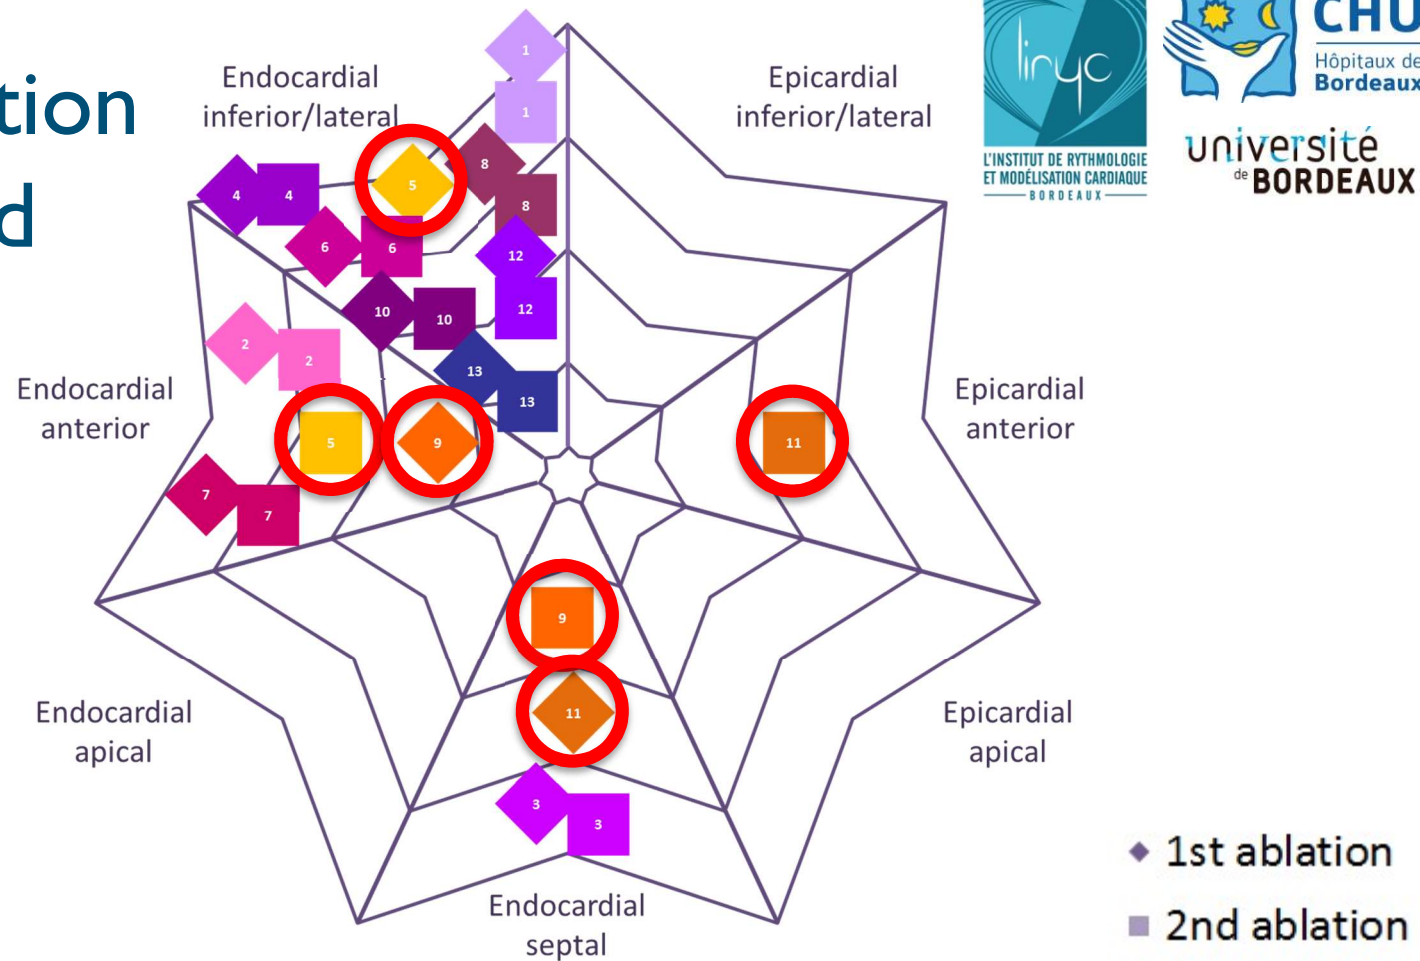 tion
d
Endocardial
inferior/lateral
Epicardial
inferior/lateral
liryc
L'INSTITUT DE RYTHMOLOGIE
ET MODÉLISATION CARDIAQUE
BORDEAUX
CHU
Hôpitaux de
Bordeaux
université
de BORDEAUX
1
1
8
5
4
4
8
6
6
12
10
10
12
2
2
13
13
Endocardial
anterior
Epicardial
anterior
5
9
11
7
7
9
11
Endocardial
apical
Epicardial
apical
3
3
Endocardial
septal
1st ablation
2nd ablation